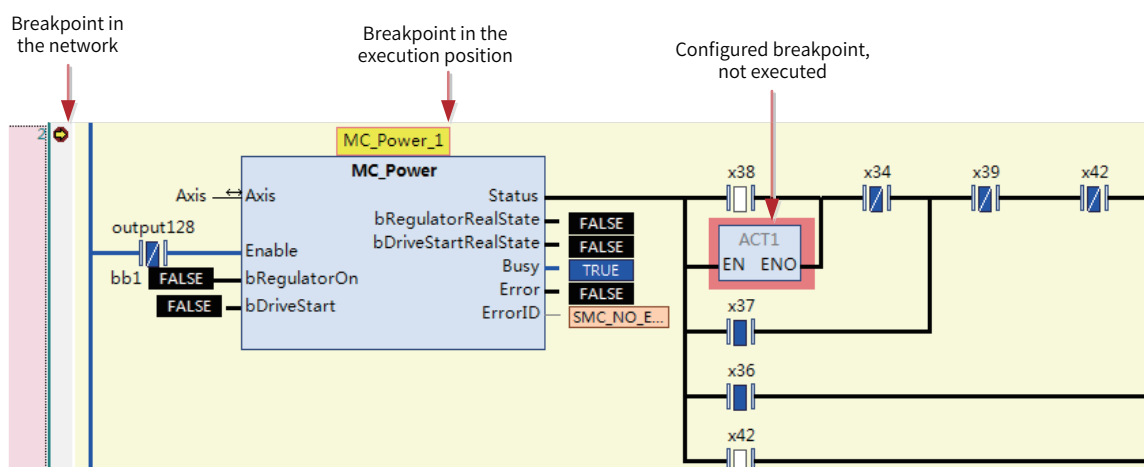 Breakpoint in
the network
Breakpoint in the
execution position
Configured breakpoint,
not executed
2
MC_Power_1
MC_Power
Axis
Axis
Status
output128
Enable
bb1
FALSE
bRegulatorOn
FALSE
bDriveStart
bRegulatorRealState
FALSE
bDriveStartRealState
FALSE
Busy
TRUE
Error
FALSE
ErrorID
SMC_NO_E...
x38
x34
x39
x42
ACT1
EN ENO
x37
x36
x42